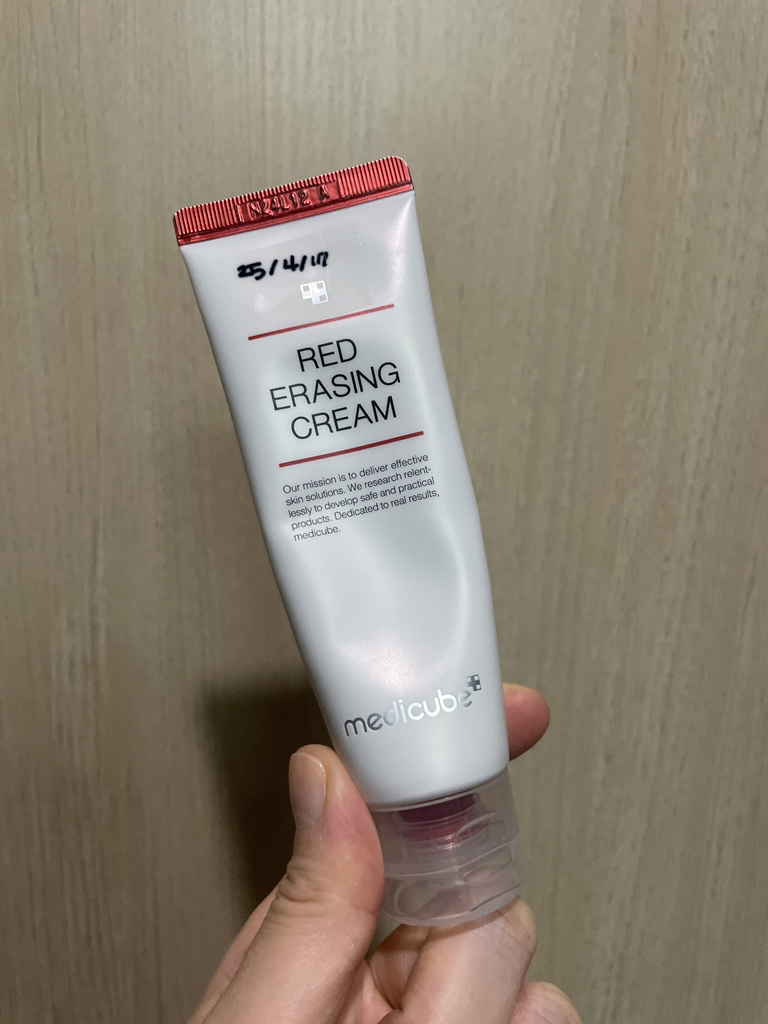 N24L12 A
25/4/17
RED
ERASING
CREAM
Our mission is to deliver effective
skin solutions. We research relent-
lessly to develop safe and practical
products. Dedicated to real results,
medicube.
medicube